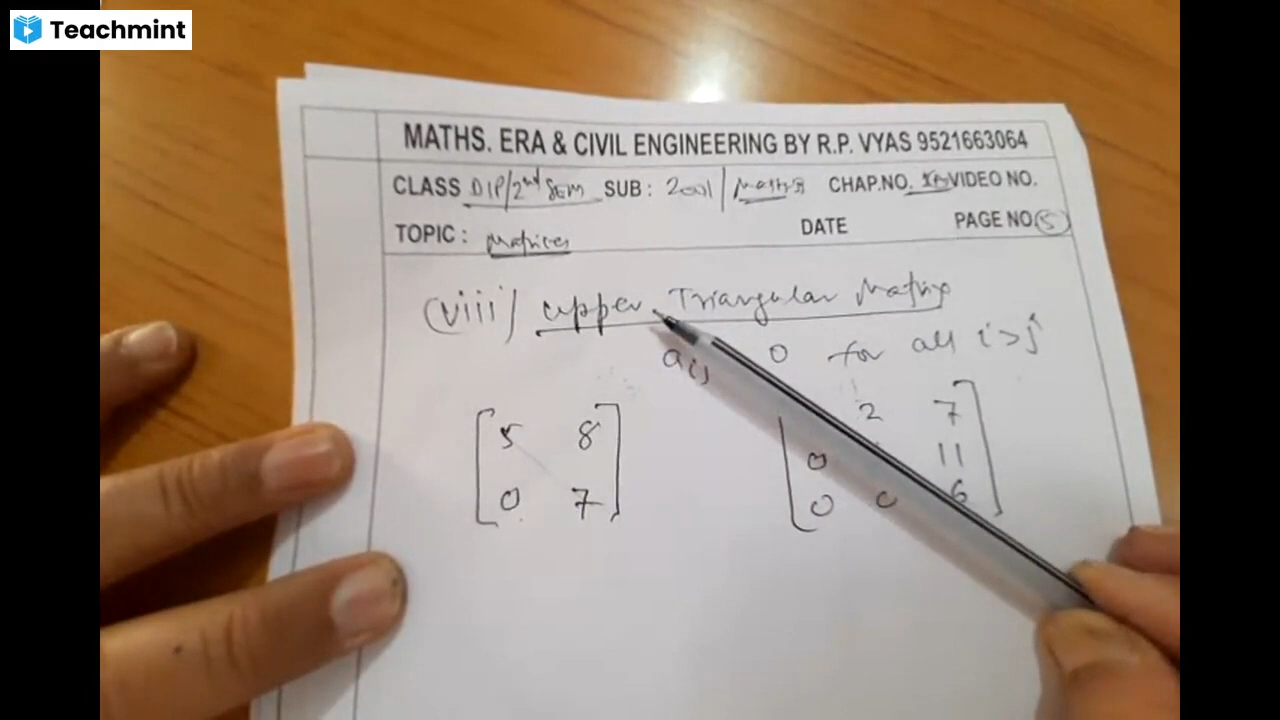 Teachmint
MATHS. ERA & CIVIL ENGINEERING BY R.P. VYAS 9521663064
CLASS DIP/2nd SEM SUB : 2001/Maths CHAP.NO. VIDEO NO.
TOPIC : Matrices DATE PAGE NO. 5
(viii) Upper Triangular Matrix
aij 0 for all i>j
5 8 2 7
0 11
0 7 0 0 6